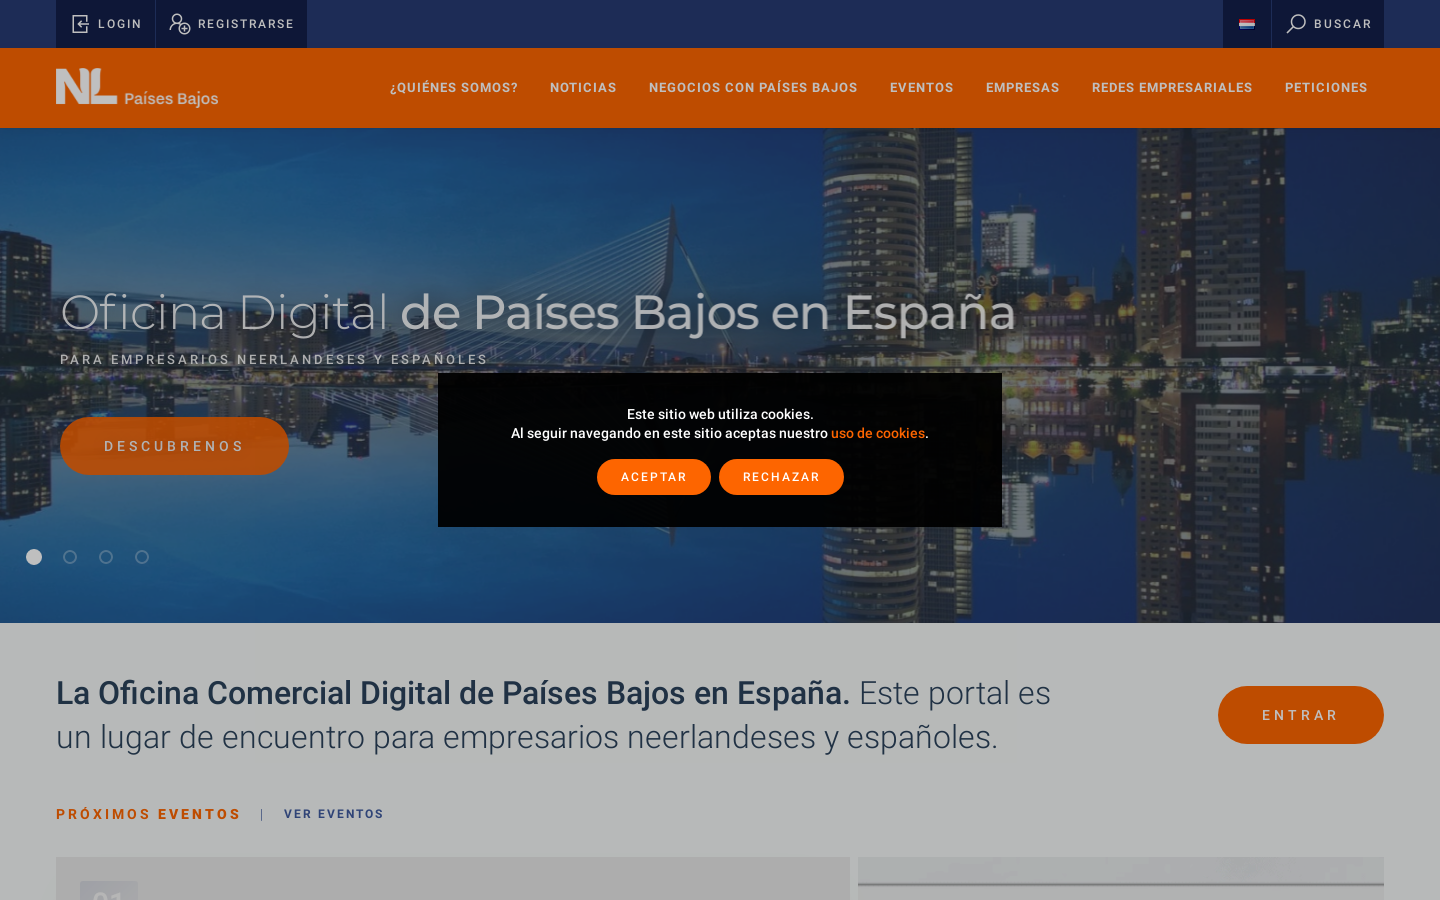 LOGIN
REGISTRARSE
BUSCAR
NL Países Bajos
¿QUIÉNES SOMOS?
NOTICIAS
NEGOCIOS CON PAÍSES BAJOS
EVENTOS
EMPRESAS
REDES EMPRESARIALES
PETICIONES
Oficina Digital de Países Bajos en España
PARA EMPRESARIOS NEERLANDESES Y ESPAÑOLES
DESCUBRENOS
Este sitio web utiliza cookies.
Al seguir navegando en este sitio aceptas nuestro uso de cookies.
ACEPTAR
RECHAZAR
La Oficina Comercial Digital de Países Bajos en España. Este portal es
un lugar de encuentro para empresarios neerlandeses y españoles.
ENTRAR
PRÓXIMOS EVENTOS
|
VER EVENTOS